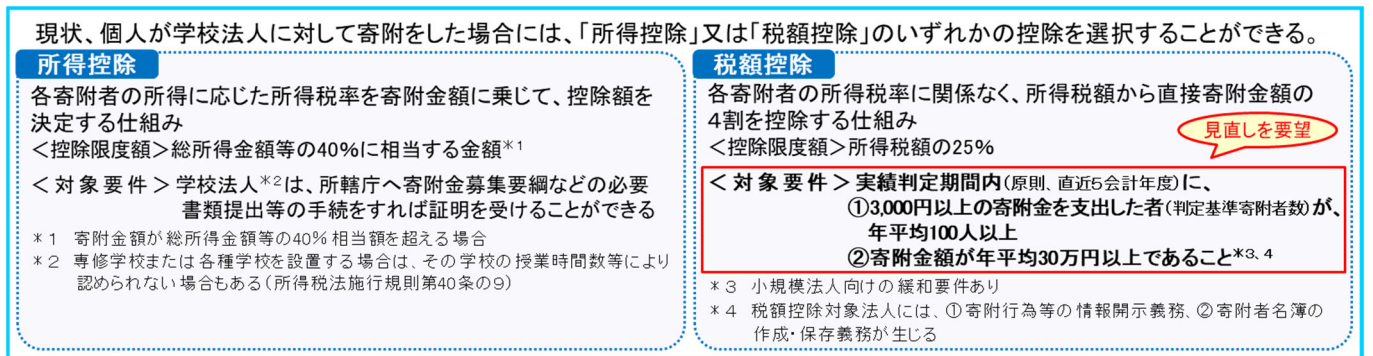 現状、個人が学校法人に対して寄附をした場合には、「所得控除」又は「税額控除」のいずれかの控除を選択することができる。
所得控除
各寄附者の所得に応じた所得税率を寄附金額に乗じて、控除額を
決定する仕組み
＜控除限度額＞総所得金額等の40%に相当する金額＊1
＜対象要件＞学校法人＊2は、所轄庁へ寄附金募集要綱などの必要
書類提出等の手続をすれば証明を受けることができる
＊１　寄附金額が総所得金額等の40％相当額を超える場合
＊２　専修学校または各種学校を設置する場合は、その学校の授業時間数等により
認められない場合もある（所得税法施行規則第40条の9）
税額控除
各寄附者の所得税率に関係なく、所得税額から直接寄附金額の
4割を控除する仕組み
見直しを要望
＜控除限度額＞所得税額の25%
＜対象要件＞実績判定期間内（原則、直近5会計年度）に、
①3,000円以上の寄附金を支出した者（判定基準寄附者数）が、
年平均100人以上
②寄附金額が年平均30万円以上であること＊3、4
＊３　小規模法人向けの緩和要件あり
＊４　税額控除対象法人には、①寄附行為等の情報開示義務、②寄附者名簿の
作成・保存義務が生じる